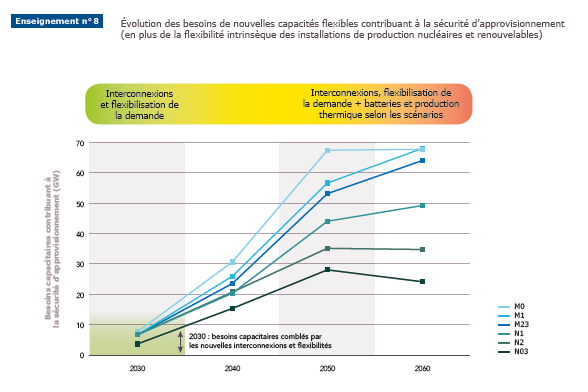 Enseignement n°8
Évolution des besoins de nouvelles capacités flexibles contribuant à la sécurité d'approvisionnement
(en plus de la flexibilité intrinsèque des installations de production nucléaires et renouvelables)
Interconnexions
et flexibilisation de
la demande
Interconnexions, flexibilisation de
la demande + batteries et production
thermique selon les scénarios
Besoins capacitaires contribuant à
la sécurité d'approvisionnement (GW)
70
60
50
40
30
20
10
0
2030 : besoins capacitaires comblés par
les nouvelles interconnexions et flexibilités
2030
2040
2050
2060
M0
M1
M23
N1
N2
N03